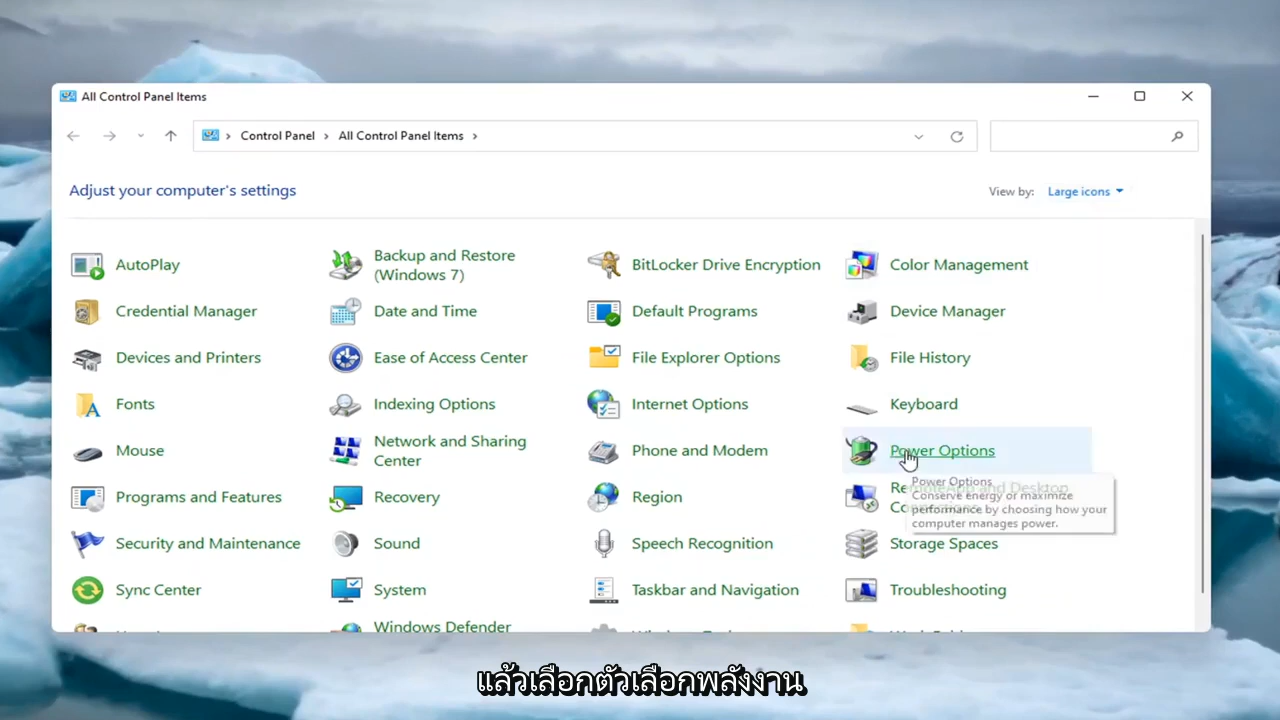 All Control Panel Items
Control Panel > All Control Panel Items >
Adjust your computer's settings
View by: Large icons
AutoPlay
Backup and Restore
(Windows 7)
BitLocker Drive Encryption
Color Management
Credential Manager
Date and Time
Default Programs
Device Manager
Devices and Printers
Ease of Access Center
File Explorer Options
File History
Fonts
Indexing Options
Internet Options
Keyboard
Mouse
Network and Sharing
Center
Phone and Modem
Power Options
Power Options
Conserve energy or maximize
performance by choosing how your
computer manages power.
Programs and Features
Recovery
Region
and Desktop
Security and Maintenance
Sound
Speech Recognition
Storage Spaces
Sync Center
System
Taskbar and Navigation
Troubleshooting
Windows Defender
แล้วเลือกตัวเลือกพลังงาน